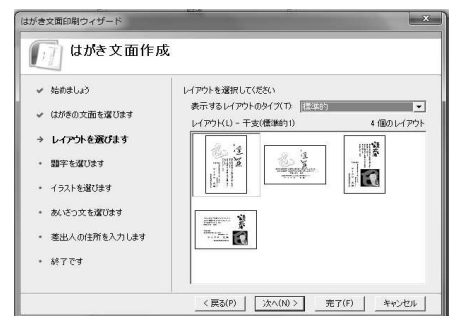 はがき文面印刷ウィザード
はがき文面作成
始めましょう
はがきの文面を選びます
レイアウトを選びます
題字を選びます
イラストを選びます
あいさつ文を選びます
差出人の住所を入力します
終了です
レイアウトを選択してください
表示するレイアウトのタイプ(T)
標準的
レイアウト(L) - 干支(標準的1)
4 個のレイアウト
< 戻る(P)
次へ(N) >
完了(F)
キャンセル